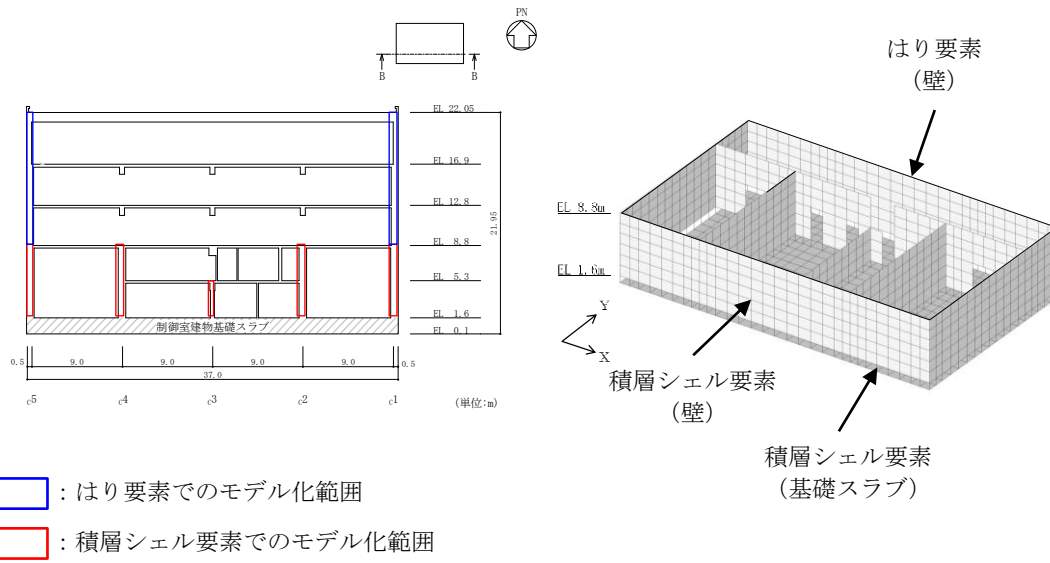 PN
B
B
EL 22.05
EL 16.9
EL 12.8
EL 8.8
EL 5.3
EL 1.6
EL 0.1
21.95
制御室建物基礎スラブ
0.5
9.0
9.0
9.0
9.0
0.5
37.0
c5
c4
c3
c2
c1
(単位:m)
はり要素
(壁)
EL 8.8m
EL 1.6m
Y
X
積層シェル要素
(壁)
積層シェル要素
(基礎スラブ)
：はり要素でのモデル化範囲
：積層シェル要素でのモデル化範囲